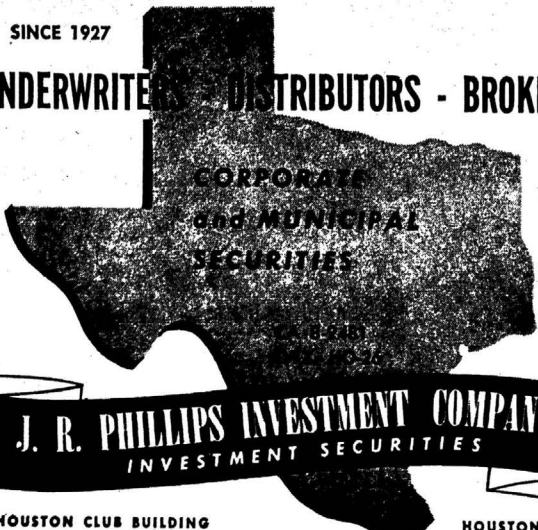 SINCE 1927
NDERWRITERS - DISTRIBUTORS - BROK
CORPORATE
and MUNICIPAL
SECURITIES
J. R. PHILLIPS INVESTMENT COMPAN
INVESTMENT SECURITIES
HOUSTON CLUB BUILDING
HOUSTON